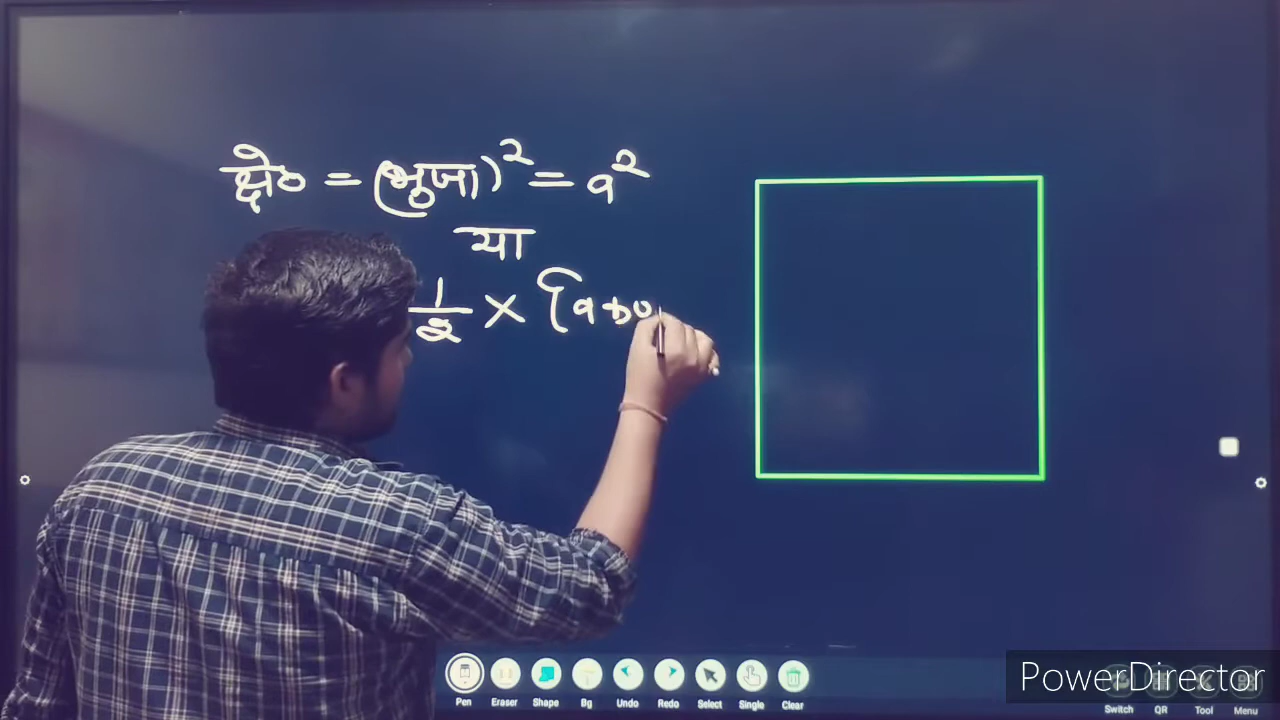 क्षे० = (भुजा)² = a²
या
1/2 × {
Pen Eraser Shape Bg Undo Redo Select Single Clear
Switch QR Tool Menu
PowerDirector